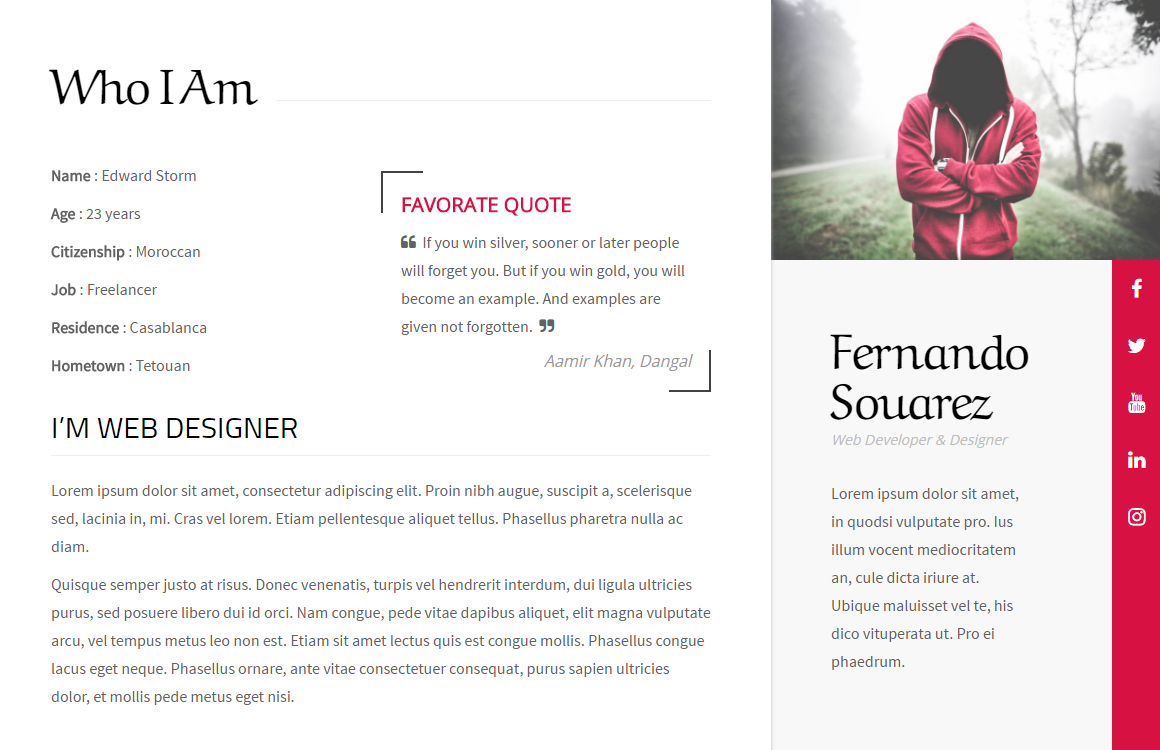 Who I Am
Name : Edward Storm
Age : 23 years
Citizenship : Moroccan
Job : Freelancer
Residence : Casablanca
Hometown : Tetouan
FAVORATE QUOTE
❝ If you win silver, sooner or later people
will forget you. But if you win gold, you will
become an example. And examples are
given not forgotten. ❞
Aamir Khan, Dangal
I’M WEB DESIGNER
Lorem ipsum dolor sit amet, consectetur adipiscing elit. Proin nibh augue, suscipit a, scelerisque
sed, lacinia in, mi. Cras vel lorem. Etiam pellentesque aliquet tellus. Phasellus pharetra nulla ac
diam.
Quisque semper justo at risus. Donec venenatis, turpis vel hendrerit interdum, dui ligula ultricies
purus, sed posuere libero dui id orci. Nam congue, pede vitae dapibus aliquet, elit magna vulputate
arcu, vel tempus metus leo non est. Etiam sit amet lectus quis est congue mollis. Phasellus congue
lacus eget neque. Phasellus ornare, ante vitae consectetuer consequat, purus sapien ultricies
dolor, et mollis pede metus eget nisi.
Fernando
Souarez
Web Developer & Designer
Lorem ipsum dolor sit amet,
in quodsi vulputate pro. Ius
illum vocent mediocritatem
an, cule dicta iriure at.
Ubique maluisset vel te, his
dico vituperata ut. Pro ei
phaedrum.
You
Tube
in